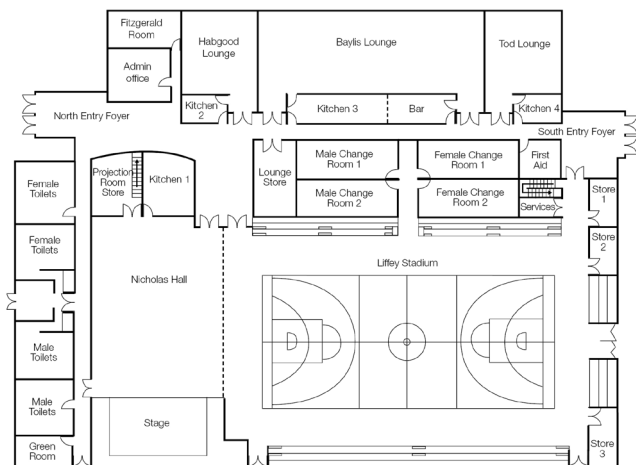 Fitzgerald
Room
Habgood
Lounge
Baylis Lounge
Tod Lounge
Admin
office
North Entry Foyer
Kitchen
2
Kitchen 3
Bar
Kitchen 4
South Entry Foyer
Projection
Room
Store
Kitchen 1
Lounge
Store
Male Change
Room 1
Female Change
Room 1
First
Aid
Male Change
Room 2
Female Change
Room 2
Services
Store
1
Female
Toilets
Store
2
Female
Toilets
Nicholas Hall
Liffey Stadium
Male
Toilets
Male
Toilets
Stage
Green
Room
Store
3